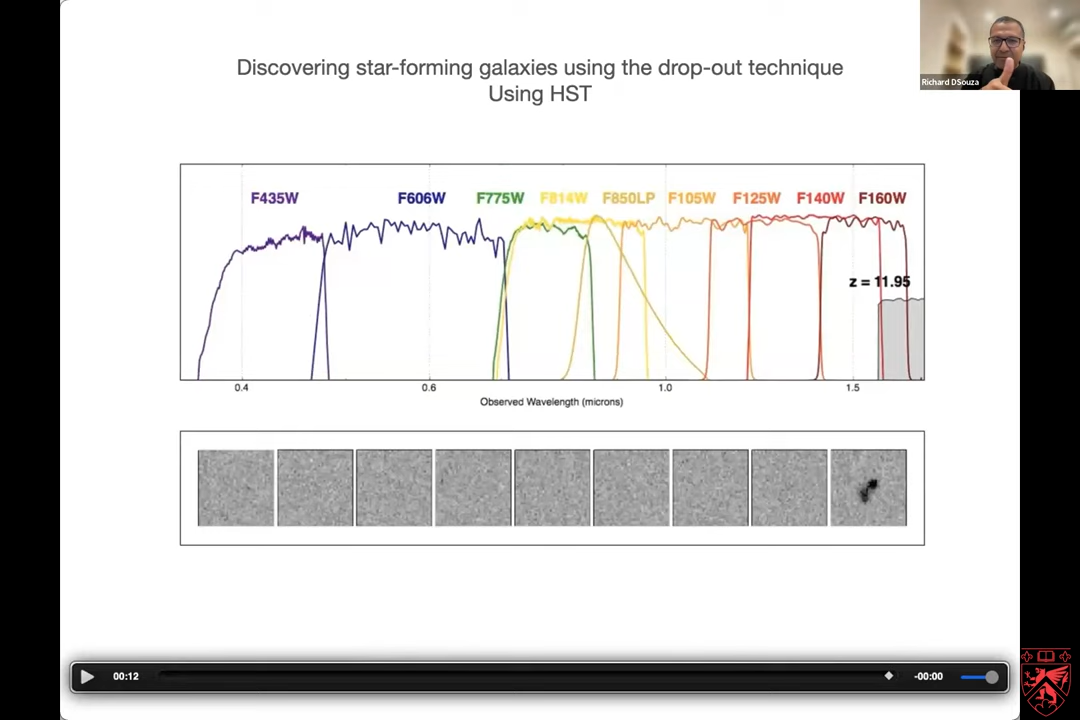 Discovering star-forming galaxies using the drop-out technique
Using HST
Richard DSouza
F435W F606W F775W F814W F850LP F105W F125W F140W F160W
z = 11.95
0.4 0.6 1.0 1.5
Observed Wavelength (microns)
00:12 -00:00